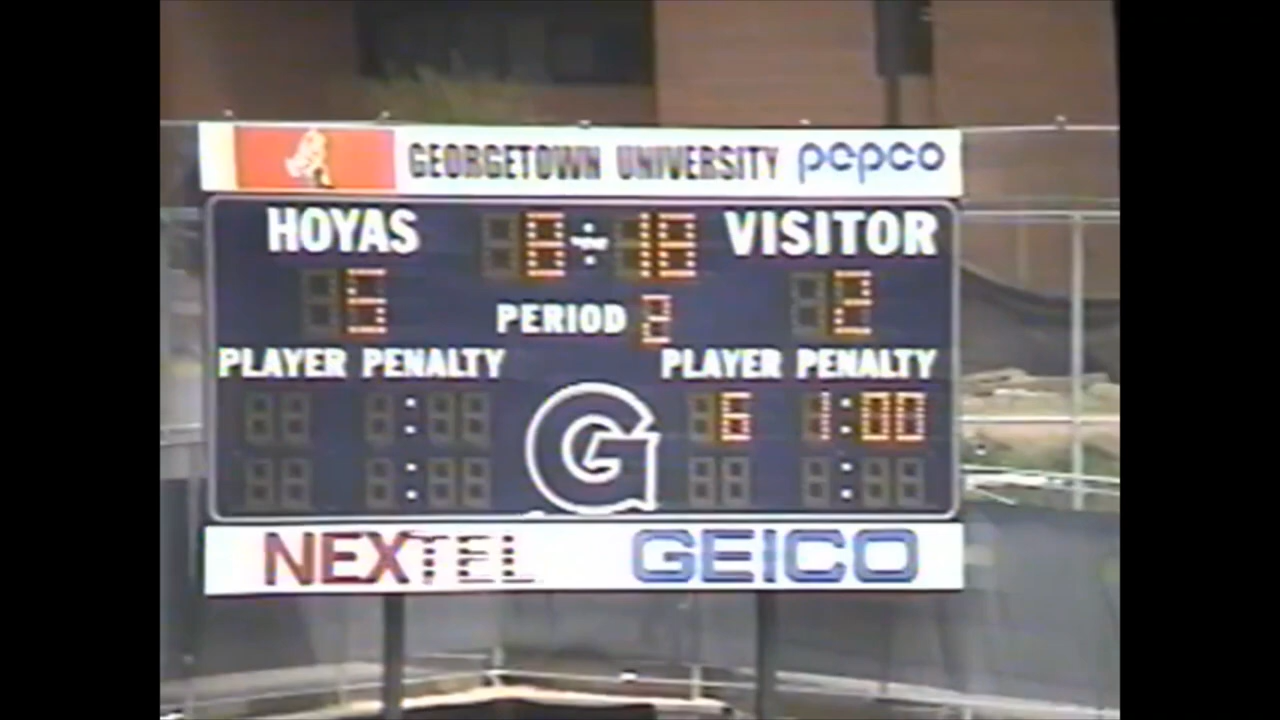 GEORGETOWN UNIVERSITY pepco
HOYAS 6:18 VISITOR
5 PERIOD 2 2
PLAYER PENALTY PLAYER PENALTY
G 6 1:00
NEXTEL GEICO